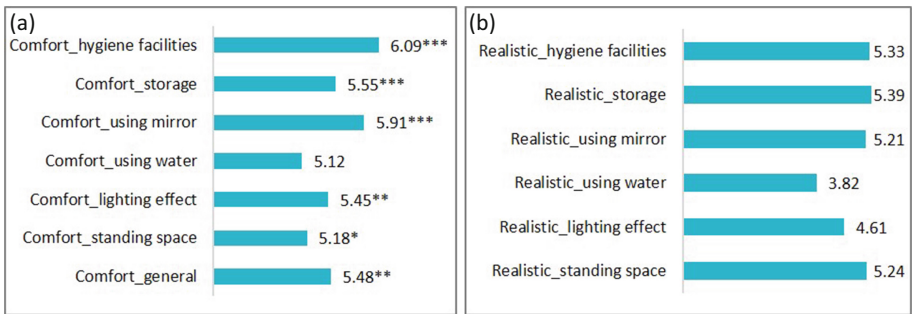 (a)
Comfort_hygiene facilities 6.09***
Comfort_storage 5.55***
Comfort_using mirror 5.91***
Comfort_using water 5.12
Comfort_lighting effect 5.45**
Comfort_standing space 5.18*
Comfort_general 5.48**
(b)
Realistic_hygiene facilities 5.33
Realistic_storage 5.39
Realistic_using mirror 5.21
Realistic_using water 3.82
Realistic_lighting effect 4.61
Realistic_standing space 5.24